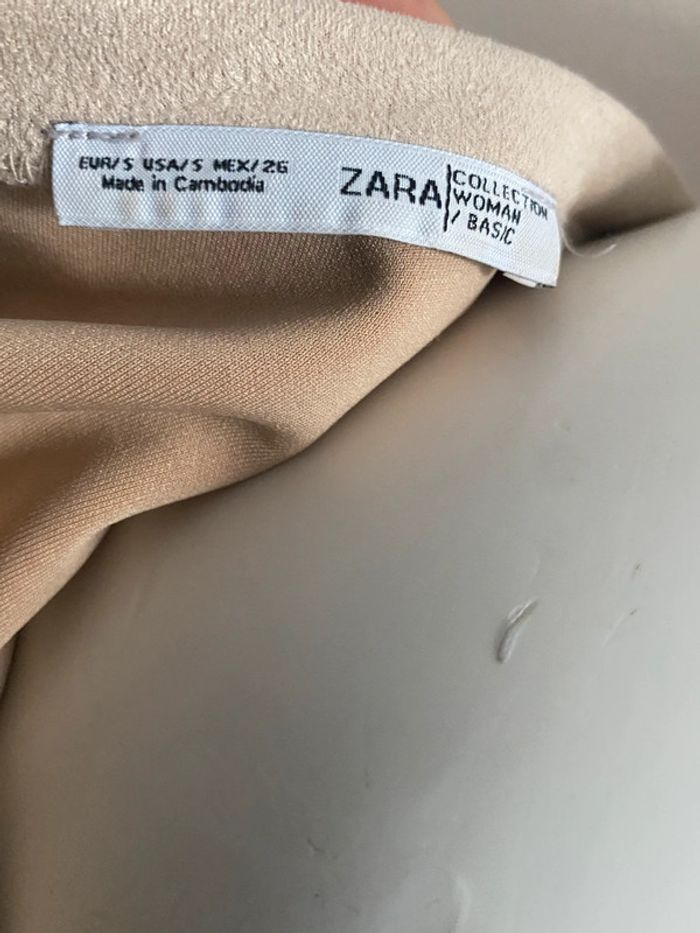 EUR/S USA/S MEX/26
Made in Cambodia
ZARA
COLLECTION
WOMAN
/ BASIC